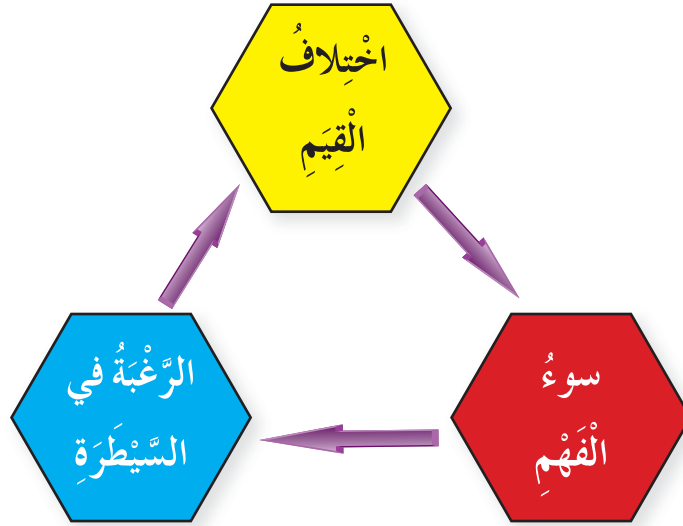 اخْتِلافُ
الْقِيَمِ
سوءُ
الْفَهْمِ
الرَّغْبَةُ في
السَّيْطَرَةِ